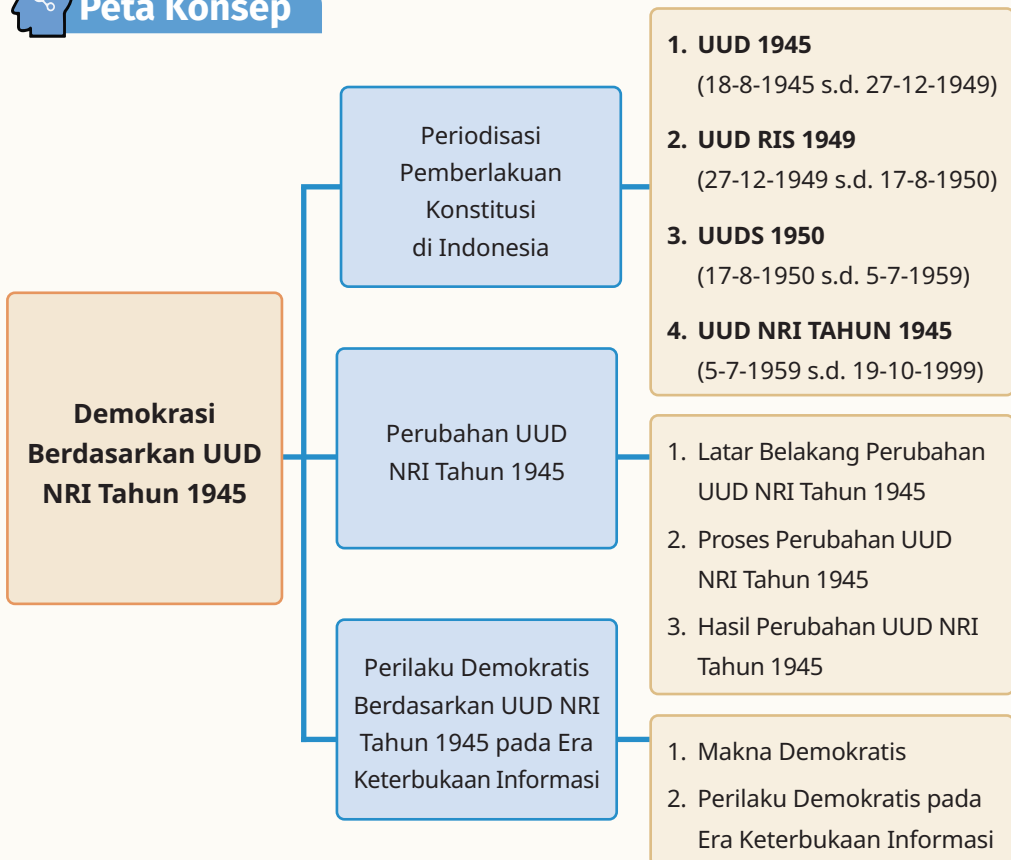 Peta Konsep
Demokrasi
Berdasarkan UUD
NRI Tahun 1945
Periodisasi
Pemberlakuan
Konstitusi
di Indonesia
1. UUD 1945
(18-8-1945 s.d. 27-12-1949)
2. UUD RIS 1949
(27-12-1949 s.d. 17-8-1950)
3. UUDS 1950
(17-8-1950 s.d. 5-7-1959)
4. UUD NRI TAHUN 1945
(5-7-1959 s.d. 19-10-1999)
Perubahan UUD
NRI Tahun 1945
1. Latar Belakang Perubahan
UUD NRI Tahun 1945
2. Proses Perubahan UUD
NRI Tahun 1945
3. Hasil Perubahan UUD NRI
Tahun 1945
Perilaku Demokratis
Berdasarkan UUD NRI
Tahun 1945 pada Era
Keterbukaan Informasi
1. Makna Demokratis
2. Perilaku Demokratis pada
Era Keterbukaan Informasi